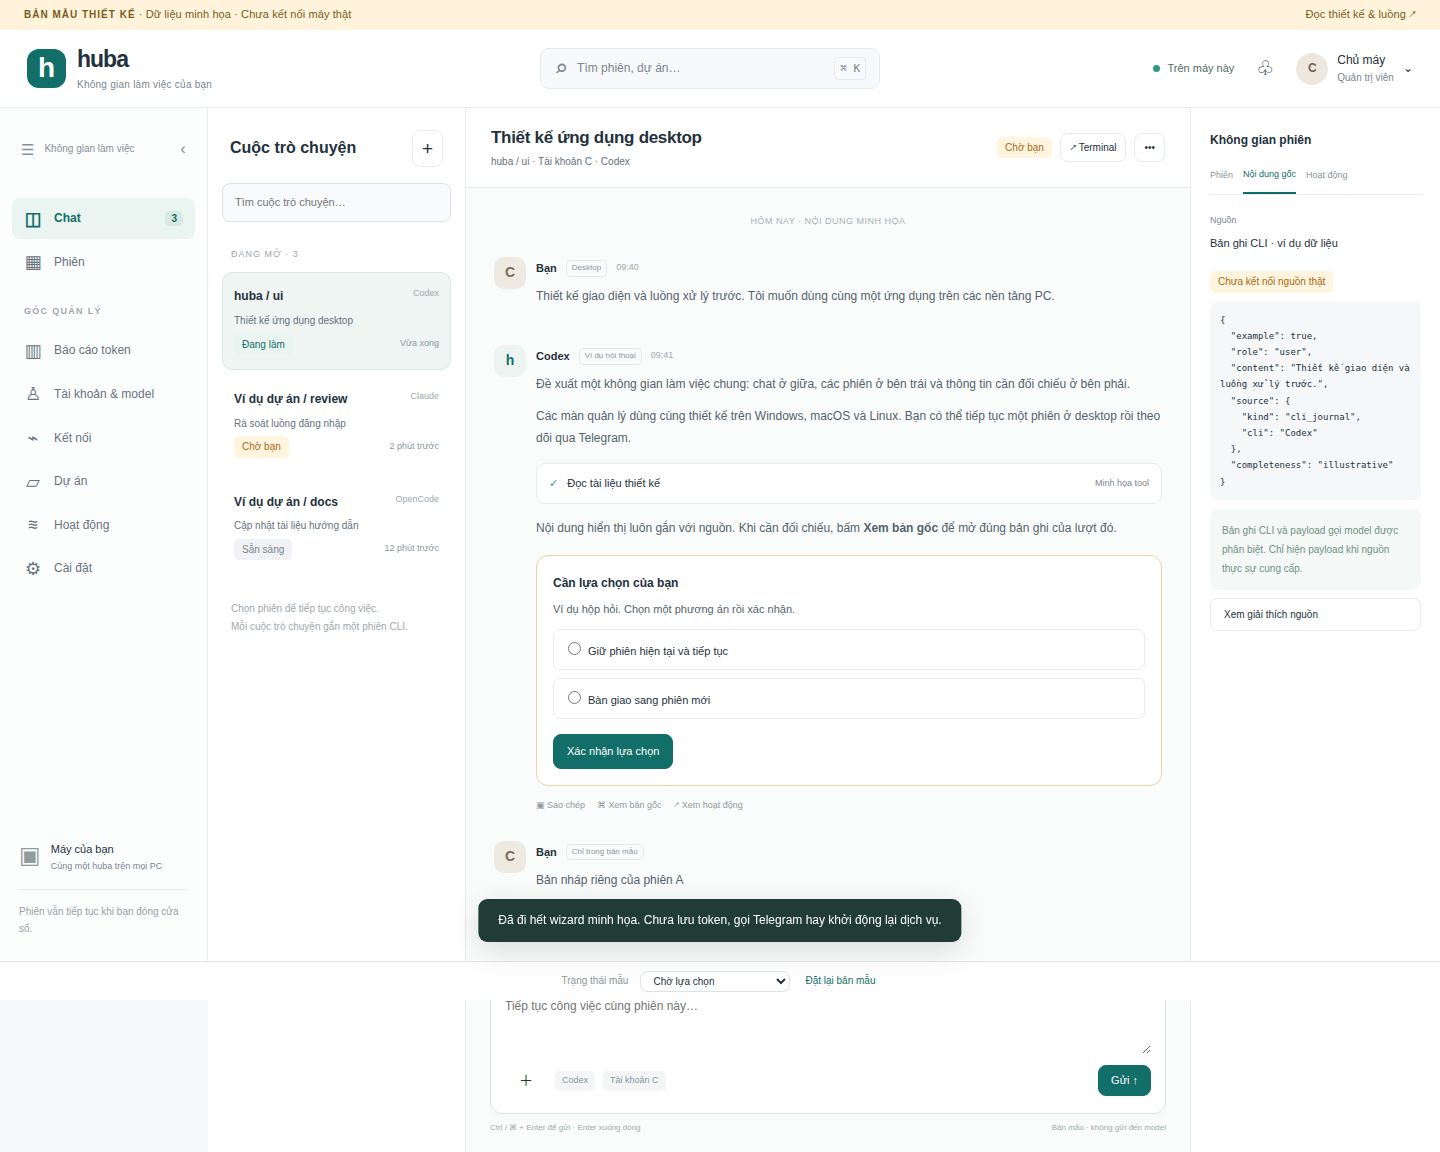 BẢN MẪU THIẾT KẾ · Dữ liệu minh họa · Chưa kết nối máy thật
Đọc thiết kế & luồng ↗
h
huba
Không gian làm việc của bạn
Tìm phiên, dự án…
⌘ K
Trên máy này
C
Chủ máy
Quản trị viên
Không gian làm việc
Chat
3
Phiên
GÓC QUẢN LÝ
Báo cáo token
Tài khoản & model
Kết nối
Dự án
Hoạt động
Cài đặt
Máy của bạn
Cùng một huba trên mọi PC
Phiên vẫn tiếp tục khi bạn đóng cửa
sổ.
Cuộc trò chuyện
+
Tìm cuộc trò chuyện…
ĐANG MỞ · 3
huba / ui
Codex
Thiết kế ứng dụng desktop
Đang làm
Vừa xong
Ví dụ dự án / review
Claude
Rà soát luồng đăng nhập
Chờ bạn
2 phút trước
Ví dụ dự án / docs
OpenCode
Cập nhật tài liệu hướng dẫn
Sẵn sàng
12 phút trước
Chọn phiên để tiếp tục công việc.
Mỗi cuộc trò chuyện gắn một phiên CLI.
Thiết kế ứng dụng desktop
huba / ui · Tài khoản C · Codex
Chờ bạn
↗ Terminal
•••
HÔM NAY · NỘI DUNG MINH HỌA
C
Bạn
Desktop
09:40
Thiết kế giao diện và luồng xử lý trước. Tôi muốn dùng cùng một ứng dụng trên các nền tảng PC.
h
Codex
Ví dụ hội thoại
09:41
Đề xuất một không gian làm việc chung: chat ở giữa, các phiên ở bên trái và thông tin cần đối chiếu ở bên phải.
Các màn quản lý dùng cùng thiết kế trên Windows, macOS và Linux. Bạn có thể tiếp tục một phiên ở desktop rồi theo
dõi qua Telegram.
✓ Đọc tài liệu thiết kế
Minh họa tool
Nội dung hiển thị luôn gắn với nguồn. Khi cần đối chiếu, bấm Xem bản gốc để mở đúng bản ghi của lượt đó.
Cần lựa chọn của bạn
Ví dụ hộp hỏi. Chọn một phương án rồi xác nhận.
Giữ phiên hiện tại và tiếp tục
Bàn giao sang phiên mới
Xác nhận lựa chọn
▣ Sao chép
⌘ Xem bản gốc
↗ Xem hoạt động
C
Bạn
Chỉ trong bản mẫu
Bản nháp riêng của phiên A
Đã đi hết wizard minh họa. Chưa lưu token, gọi Telegram hay khởi động lại dịch vụ.
Trạng thái mẫu
Chờ lựa chọn
Đặt lại bản mẫu
Tiếp tục công việc cùng phiên này…
+
Codex
Tài khoản C
Gửi ↑
Ctrl / ⌘ + Enter để gửi · Enter xuống dòng
Bản mẫu · không gửi đến model
Không gian phiên
Phiên
Nội dung gốc
Hoạt động
Nguồn
Bản ghi CLI · ví dụ dữ liệu
Chưa kết nối nguồn thật
{
"example": true,
"role": "user",
"content": "Thiết kế giao diện và
luồng xử lý trước.",
"source": {
"kind": "cli_journal",
"cli": "Codex"
},
"completeness": "illustrative"
}
Bản ghi CLI và payload gọi model được
phân biệt. Chỉ hiện payload khi nguồn
thực sự cung cấp.
Xem giải thích nguồn